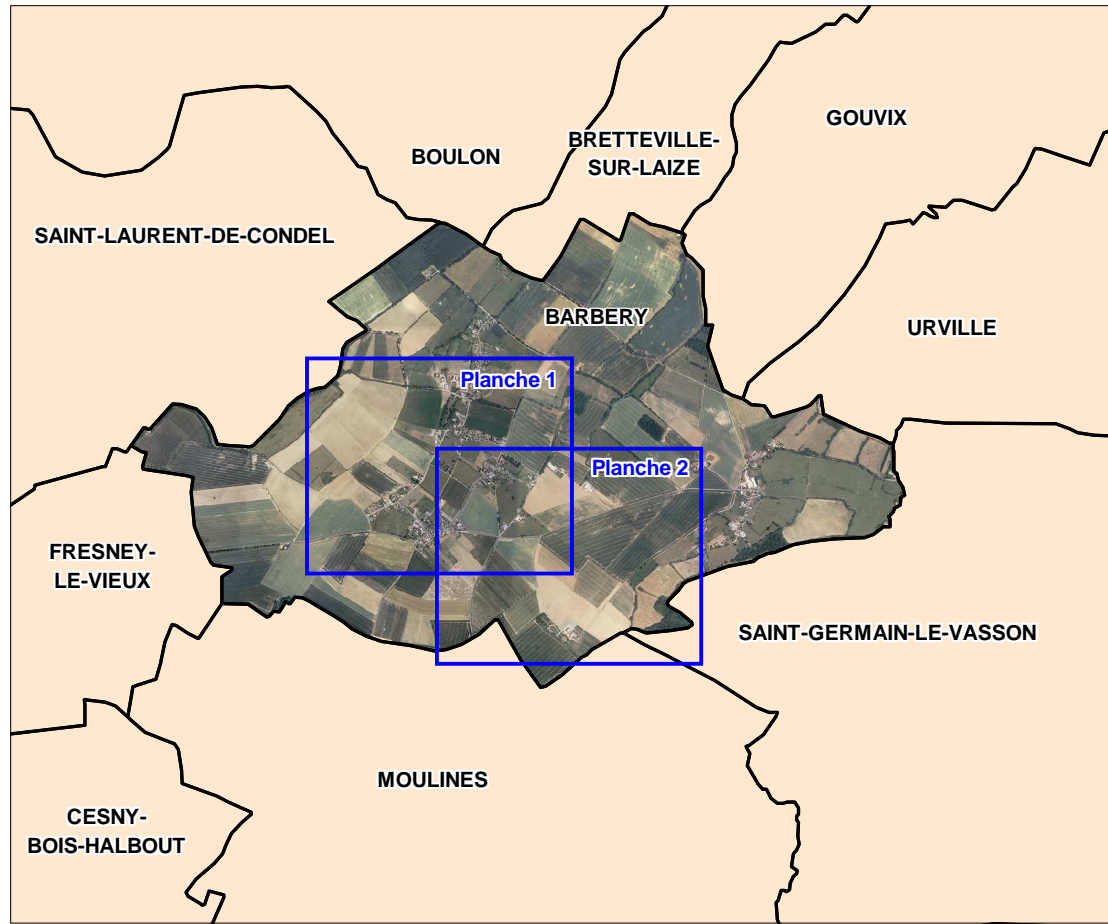 GOUVIX
BRETTEVILLE-
SUR-LAIZE
BOULON
SAINT-LAURENT-DE-CONDEL
BARBERY
URVILLE
Planche 1
Planche 2
FRESNEY-
LE-VIEUX
SAINT-GERMAIN-LE-VASSON
MOULINES
CESNY-
BOIS-HALBOUT